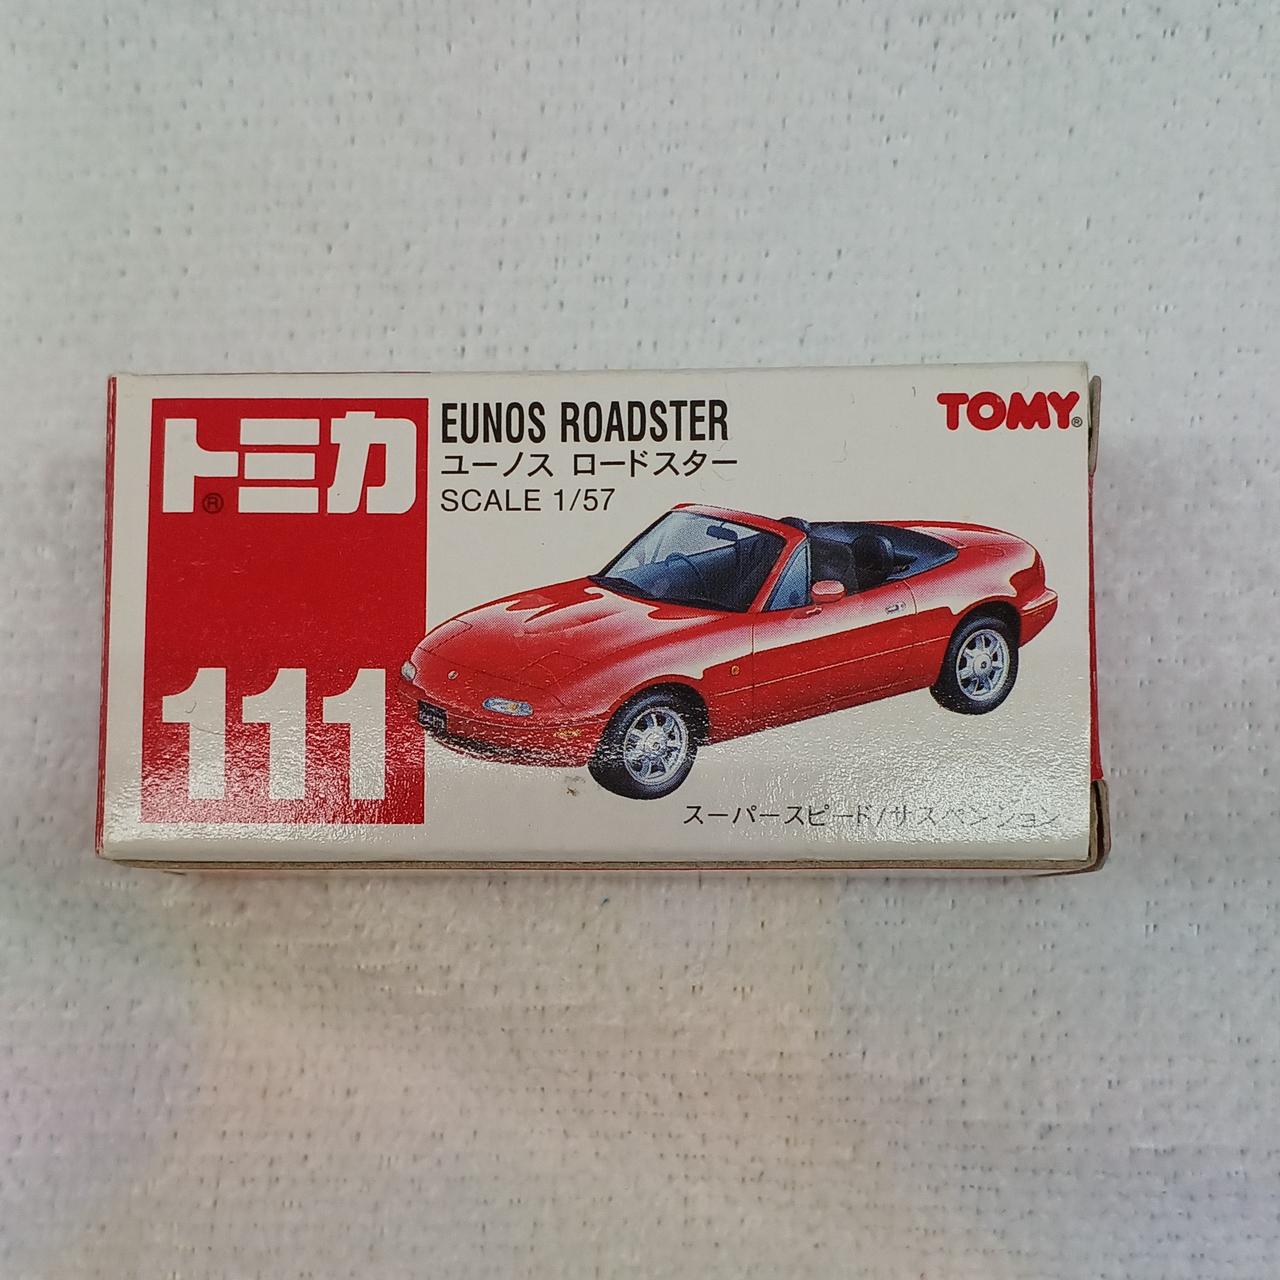 トミカ®
111
EUNOS ROADSTER
ユーノス ロードスター
SCALE 1/57
TOMY®
スーパースピード/サスペンション